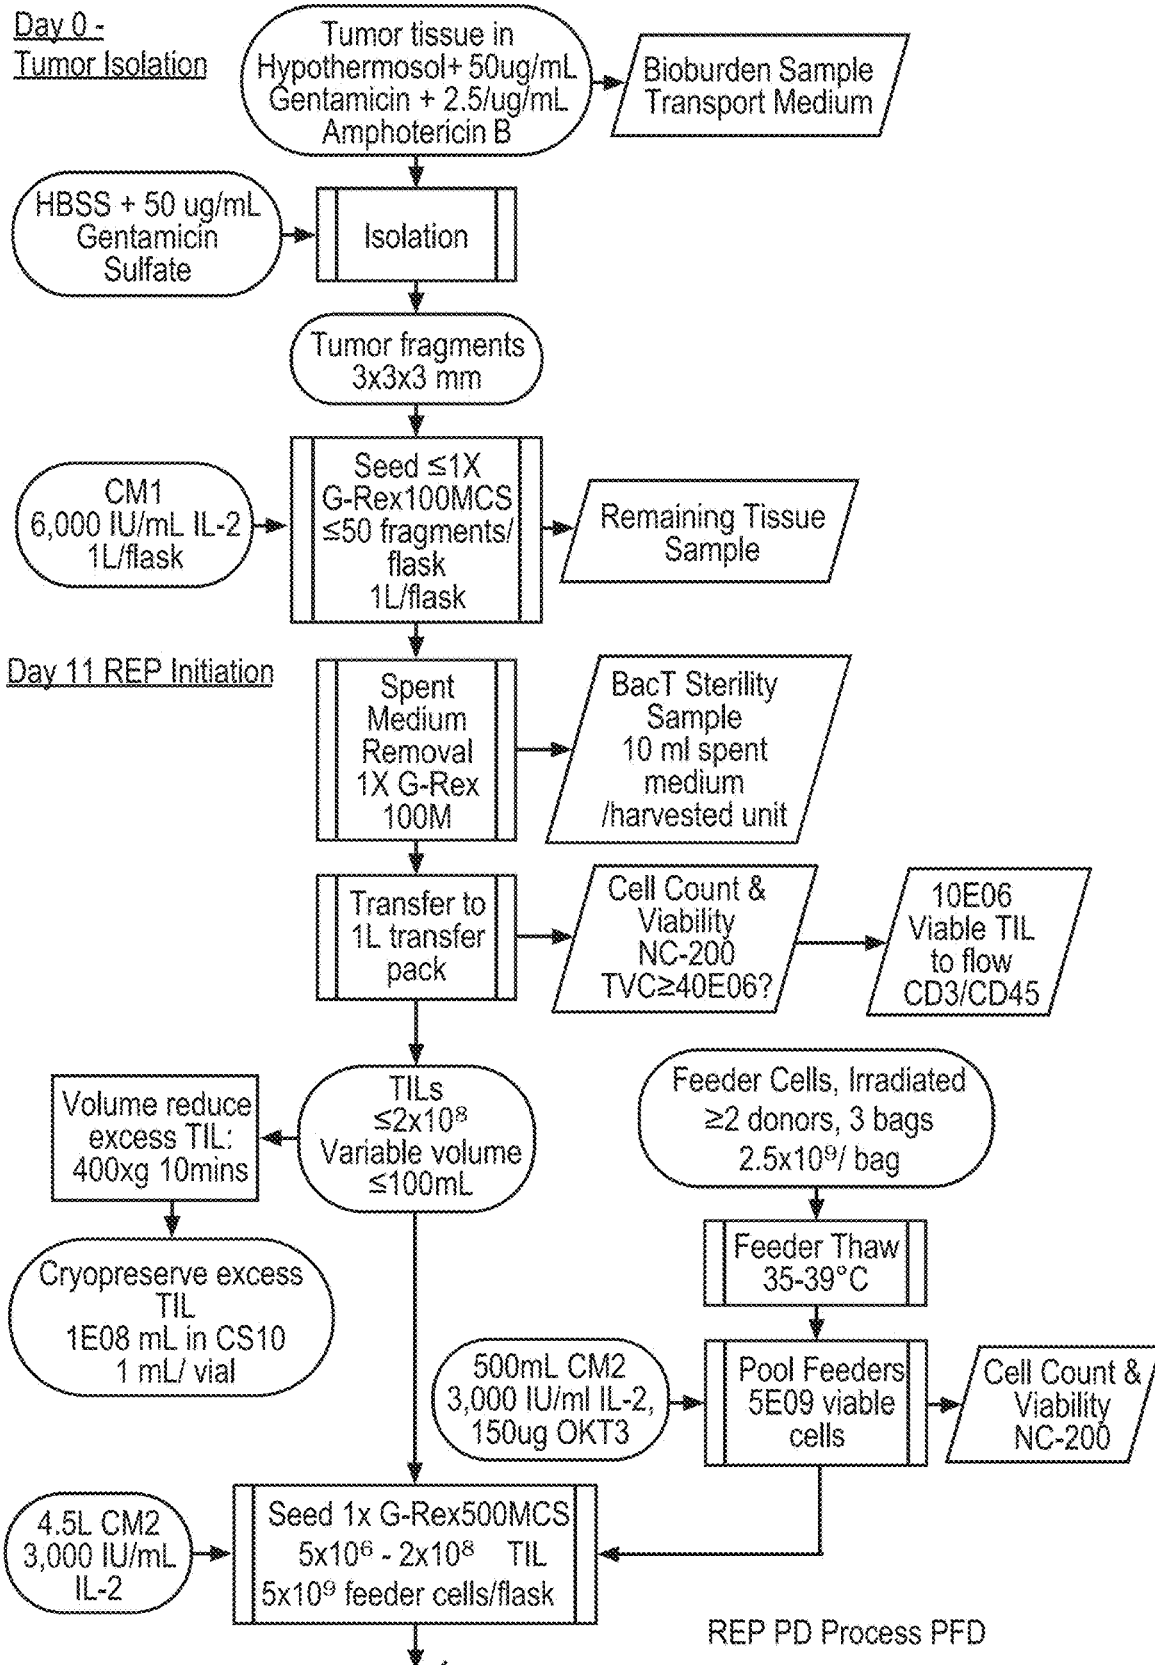 Day 0 -
Tumor Isolation
Tumor tissue in
Hypothermosol+ 50ug/mL
Gentamicin + 2.5/ug/mL
Amphotericin B
Bioburden Sample
Transport Medium
HBSS + 50 ug/mL
Gentamicin
Sulfate
Isolation
Tumor fragments
3x3x3 mm
CM1
6,000 IU/mL IL-2
1L/flask
Seed ≤1X
G-Rex100MCS
≤50 fragments/
flask
1L/flask
Remaining Tissue
Sample
Day 11 REP Initiation
Spent
Medium
Removal
1X G-Rex
100M
BacT Sterility
Sample
10 ml spent
medium
/harvested unit
Transfer to
1L transfer
pack
Cell Count &
Viability
NC-200
TVC≥40E06?
10E06
Viable TIL
to flow
CD3/CD45
Volume reduce
excess TIL:
400xg 10mins
TILs
≤2x10⁸
Variable volume
≤100mL
Feeder Cells, Irradiated
≥2 donors, 3 bags
2.5x10⁹/ bag
Cryopreserve excess
TIL
1E08 mL in CS10
1 mL/ vial
Feeder Thaw
35-39°C
500mL CM2
3,000 IU/ml IL-2,
150ug OKT3
Pool Feeders
5E09 viable
cells
Cell Count &
Viability
NC-200
4.5L CM2
3,000 IU/mL
IL-2
Seed 1x G-Rex500MCS
5x10⁶ - 2x10⁸ TIL
5x10⁹ feeder cells/flask
REP PD Process PFD